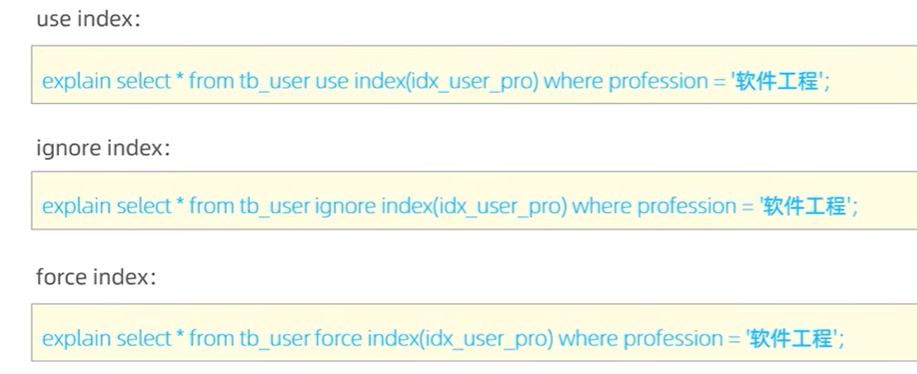 use index：
explain select * from tb_user use index(idx_user_pro) where profession = '软件工程';
ignore index：
explain select * from tb_user ignore index(idx_user_pro) where profession = '软件工程';
force index：
explain select * from tb_user force index(idx_user_pro) where profession = '软件工程';